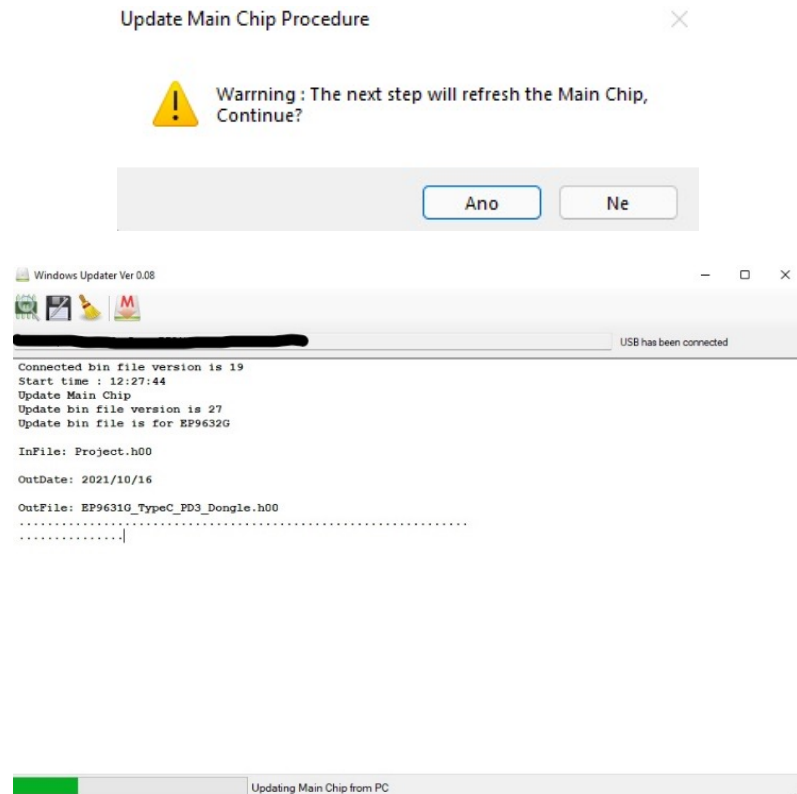 Update Main Chip Procedure
Warrning : The next step will refresh the Main Chip,
Continue?
Ano
Ne
Windows Updater Ver 0.08
M
USB has been connected
Connected bin file version is 19
Start time : 12:27:44
Update Main Chip
Update bin file version is 27
Update bin file is for EP9632G
InFile: Project.h00
OutDate: 2021/10/16
OutFile: EP9631G_TypeC_PD3_Dongle.h00
...............................................................
...............
Updating Main Chip from PC